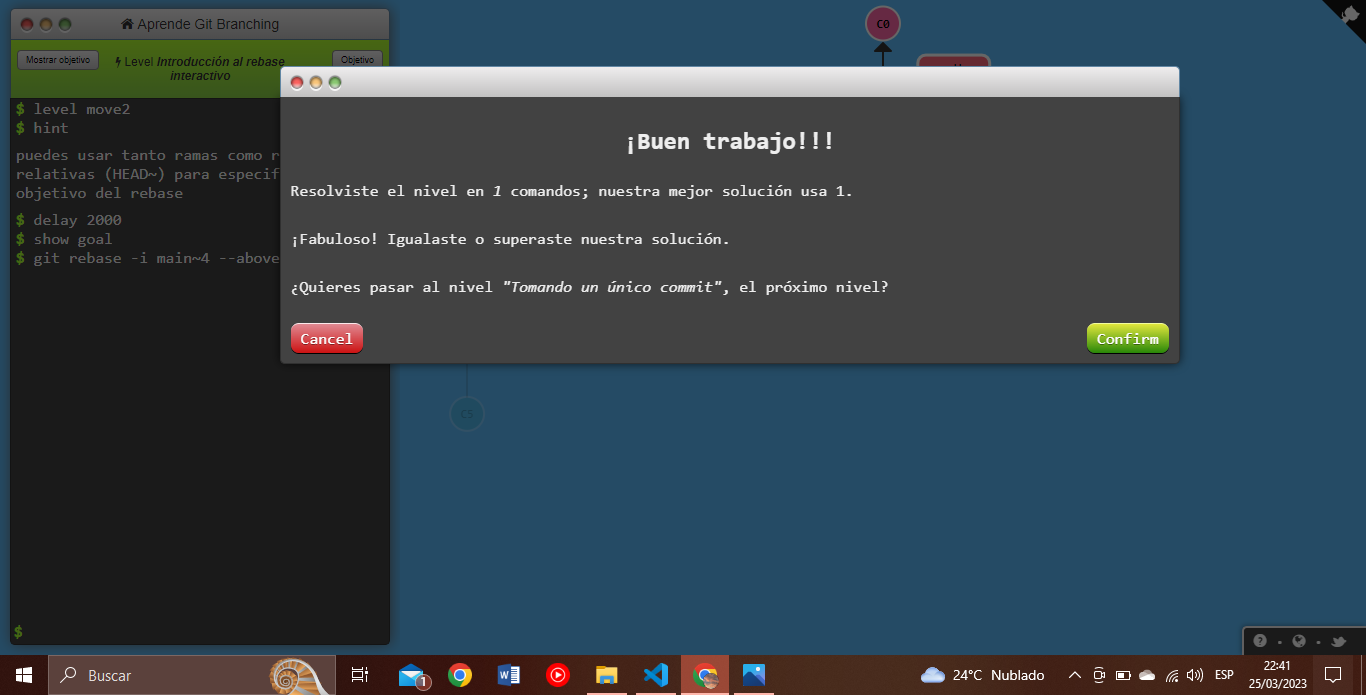 Aprende Git Branching
C0
Mostrar objetivo
Level Introducción al rebase
interactivo
Objetivo
$ level move2
$ hint
puedes usar tanto ramas como r
relativas (HEAD~) para especif
objetivo del rebase
$ delay 2000
$ show goal
$ git rebase -i main~4 --above
$
¡Buen trabajo!!!
Resolviste el nivel en 1 comandos; nuestra mejor solución usa 1.
¡Fabuloso! Igualaste o superaste nuestra solución.
¿Quieres pasar al nivel "Tomando un único commit", el próximo nivel?
Cancel
Confirm
C5
Buscar
1
24°C Nublado
ESP
22:41
25/03/2023